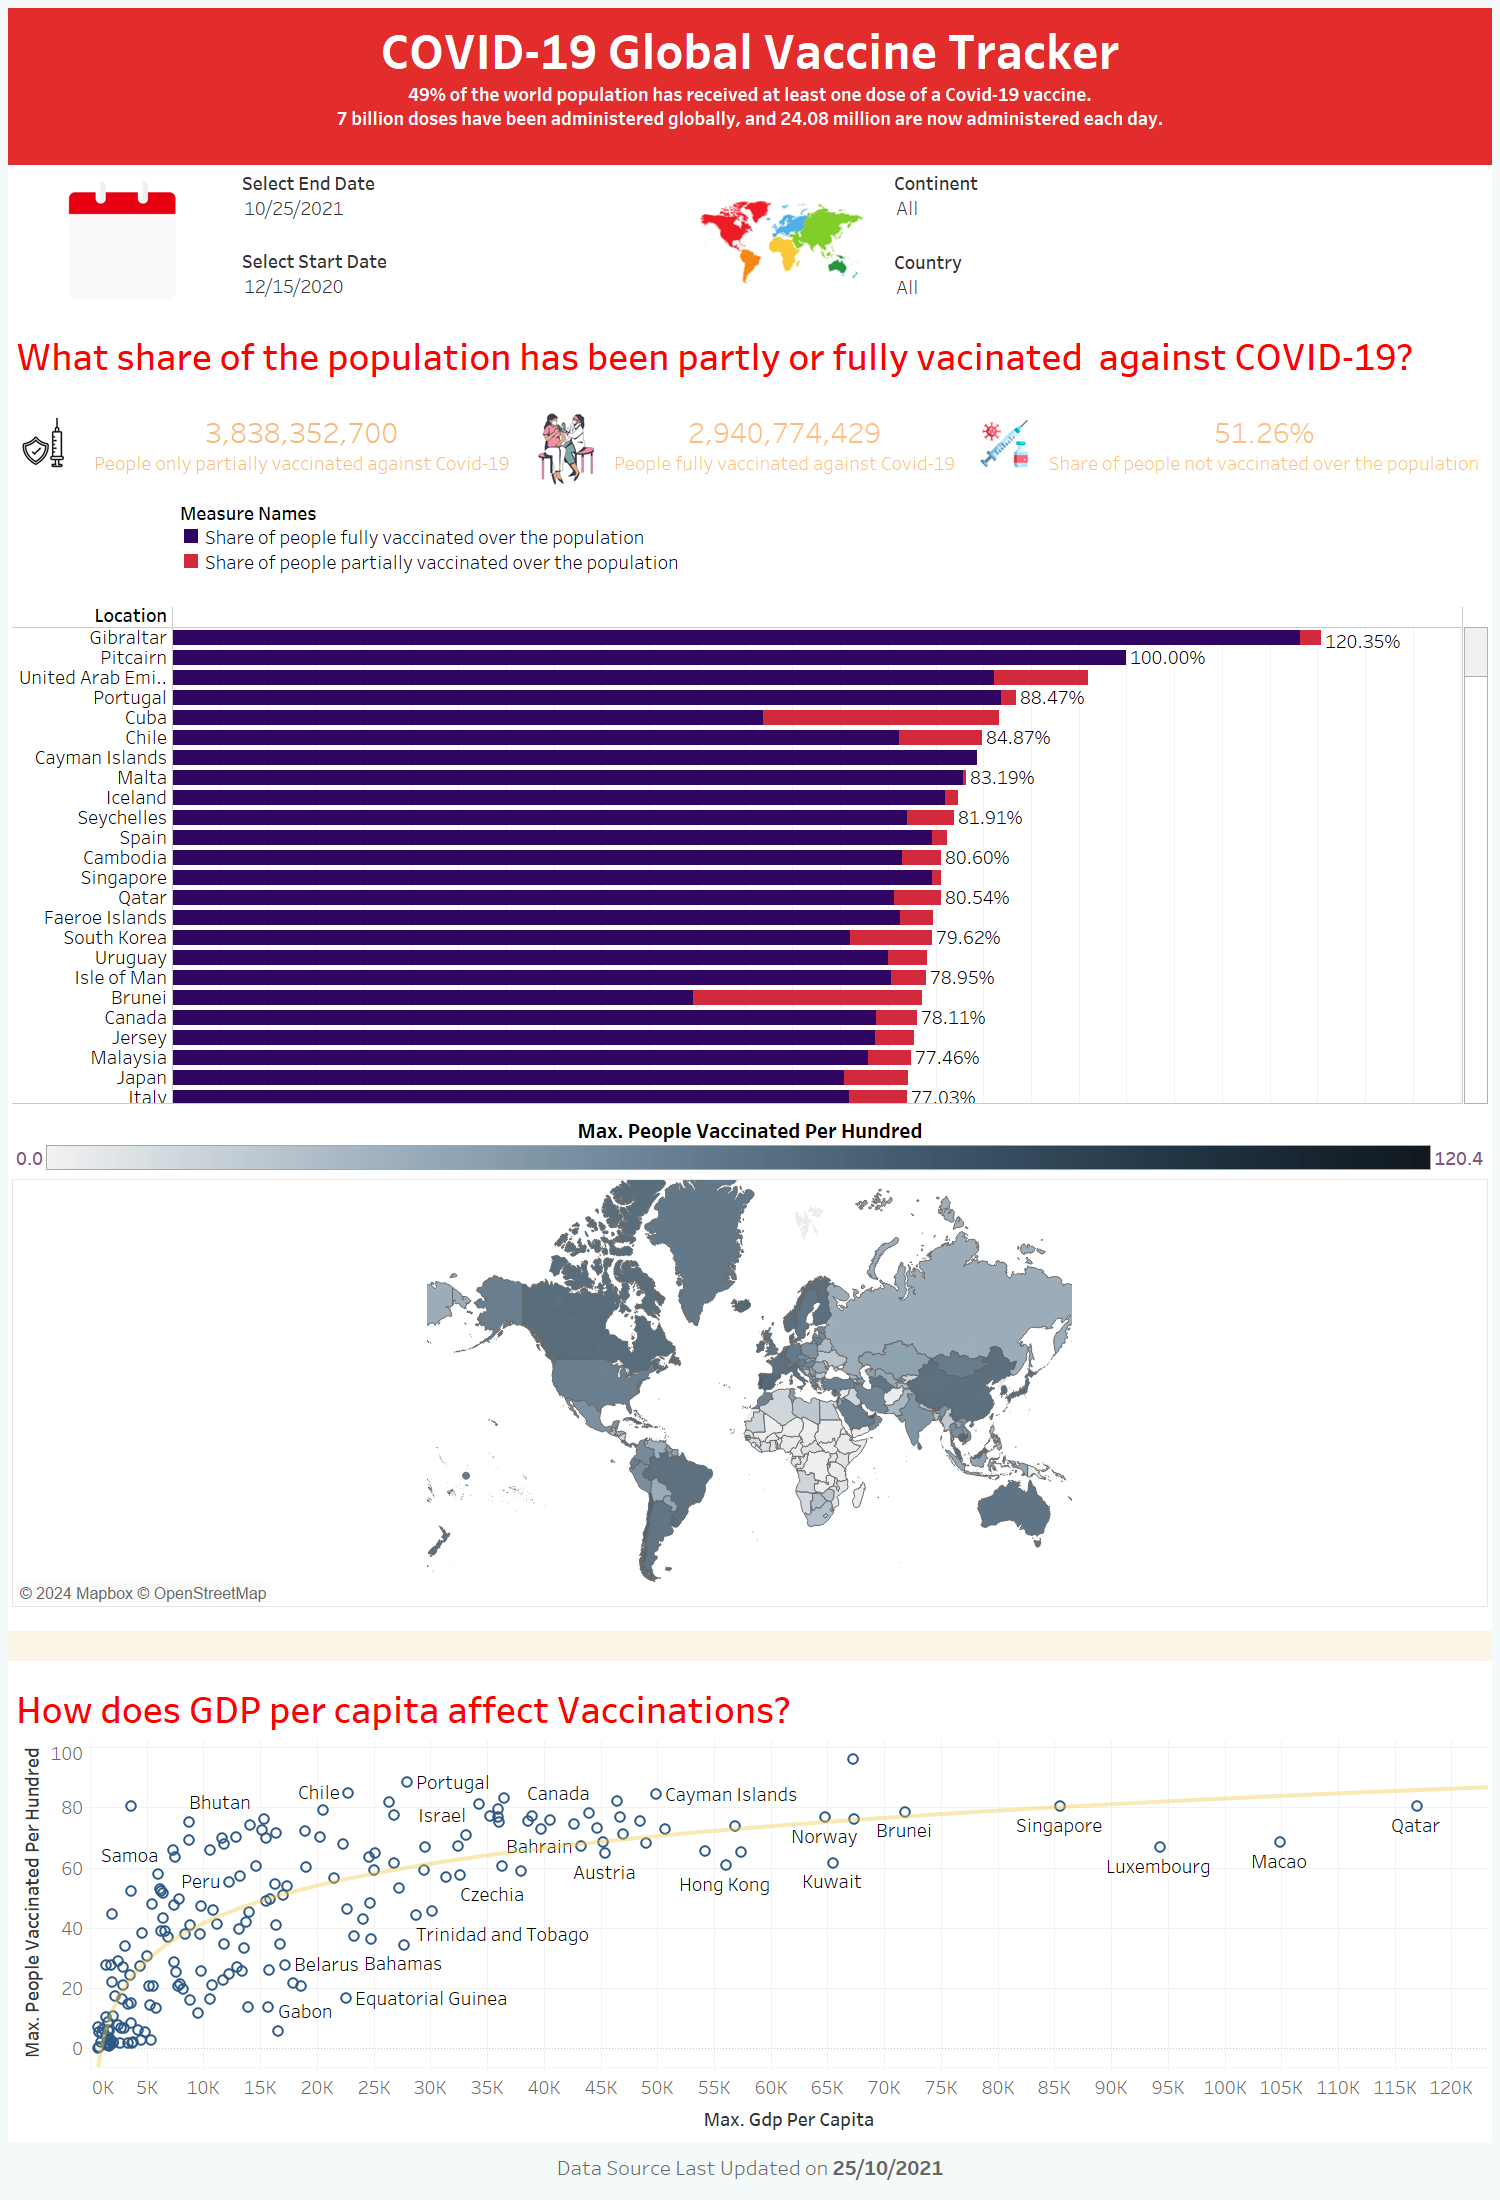 COVID-19 Global Vaccine Tracker
49% of the world population has received at least one dose of a Covid-19 vaccine.
7 billion doses have been administered globally, and 24.08 million are now administered each day.
Select End Date
10/25/2021
Select Start Date
12/15/2020
Continent
All
Country
All
What share of the population has been partly or fully vacinated  against COVID-19?
3,838,352,700
People only partially vaccinated against Covid-19
2,940,774,429
People fully vaccinated against Covid-19
51.26%
Share of people not vaccinated over the population
Measure Names
Share of people fully vaccinated over the population
Share of people partially vaccinated over the population
Location
Gibraltar 120.35%
Pitcairn 100.00%
United Arab Emi..
Portugal 88.47%
Cuba
Chile 84.87%
Cayman Islands
Malta 83.19%
Iceland
Seychelles 81.91%
Spain
Cambodia 80.60%
Singapore
Qatar 80.54%
Faeroe Islands
South Korea 79.62%
Uruguay
Isle of Man 78.95%
Brunei
Canada 78.11%
Jersey
Malaysia 77.46%
Japan
Italy 77.03%
Max. People Vaccinated Per Hundred
0.0 120.4
© 2024 Mapbox © OpenStreetMap
How does GDP per capita affect Vaccinations?
Max. People Vaccinated Per Hundred
100
80
60
40
20
0
Portugal
Chile
Canada
Cayman Islands
Bhutan
Israel
Singapore
Qatar
Brunei
Norway
Bahrain
Samoa
Macao
Luxembourg
Austria
Peru
Kuwait
Hong Kong
Czechia
Trinidad and Tobago
Belarus
Bahamas
Equatorial Guinea
Gabon
0K 5K 10K 15K 20K 25K 30K 35K 40K 45K 50K 55K 60K 65K 70K 75K 80K 85K 90K 95K 100K 105K 110K 115K 120K
Max. Gdp Per Capita
Data Source Last Updated on 25/10/2021